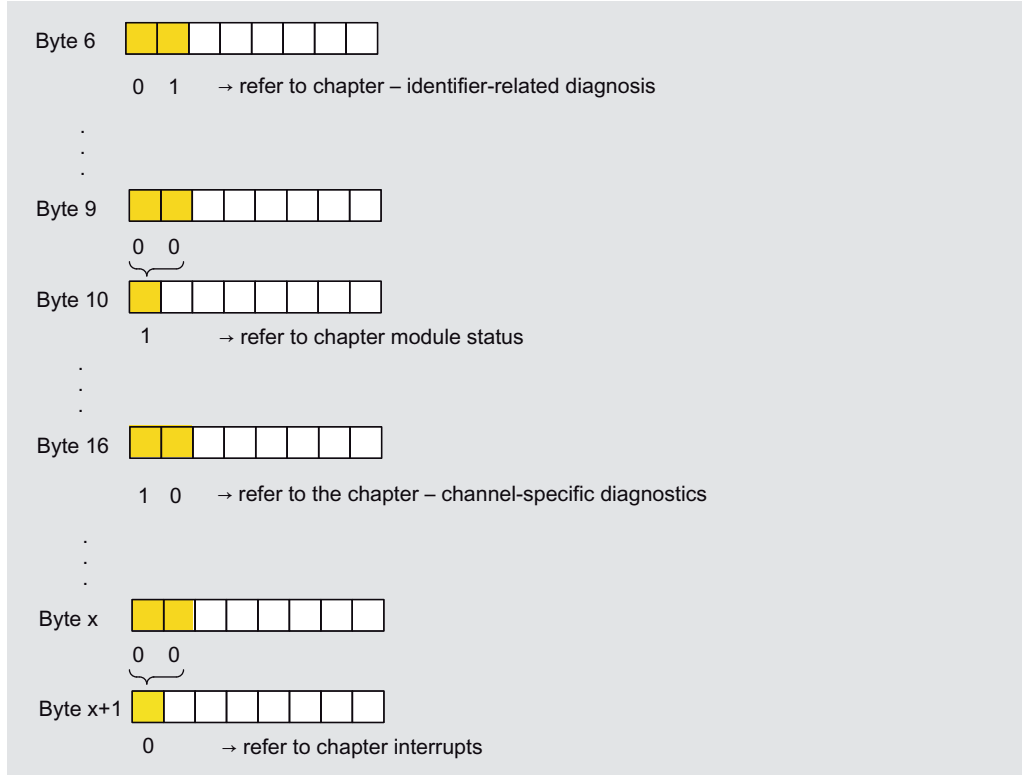 Byte 6
0 1 → refer to chapter – identifier-related diagnosis
.
.
.
Byte 9
0 0
Byte 10
1 → refer to chapter module status
.
.
.
Byte 16
1 0 → refer to the chapter – channel-specific diagnostics
.
.
.
Byte x
0 0
Byte x+1
0 → refer to chapter interrupts